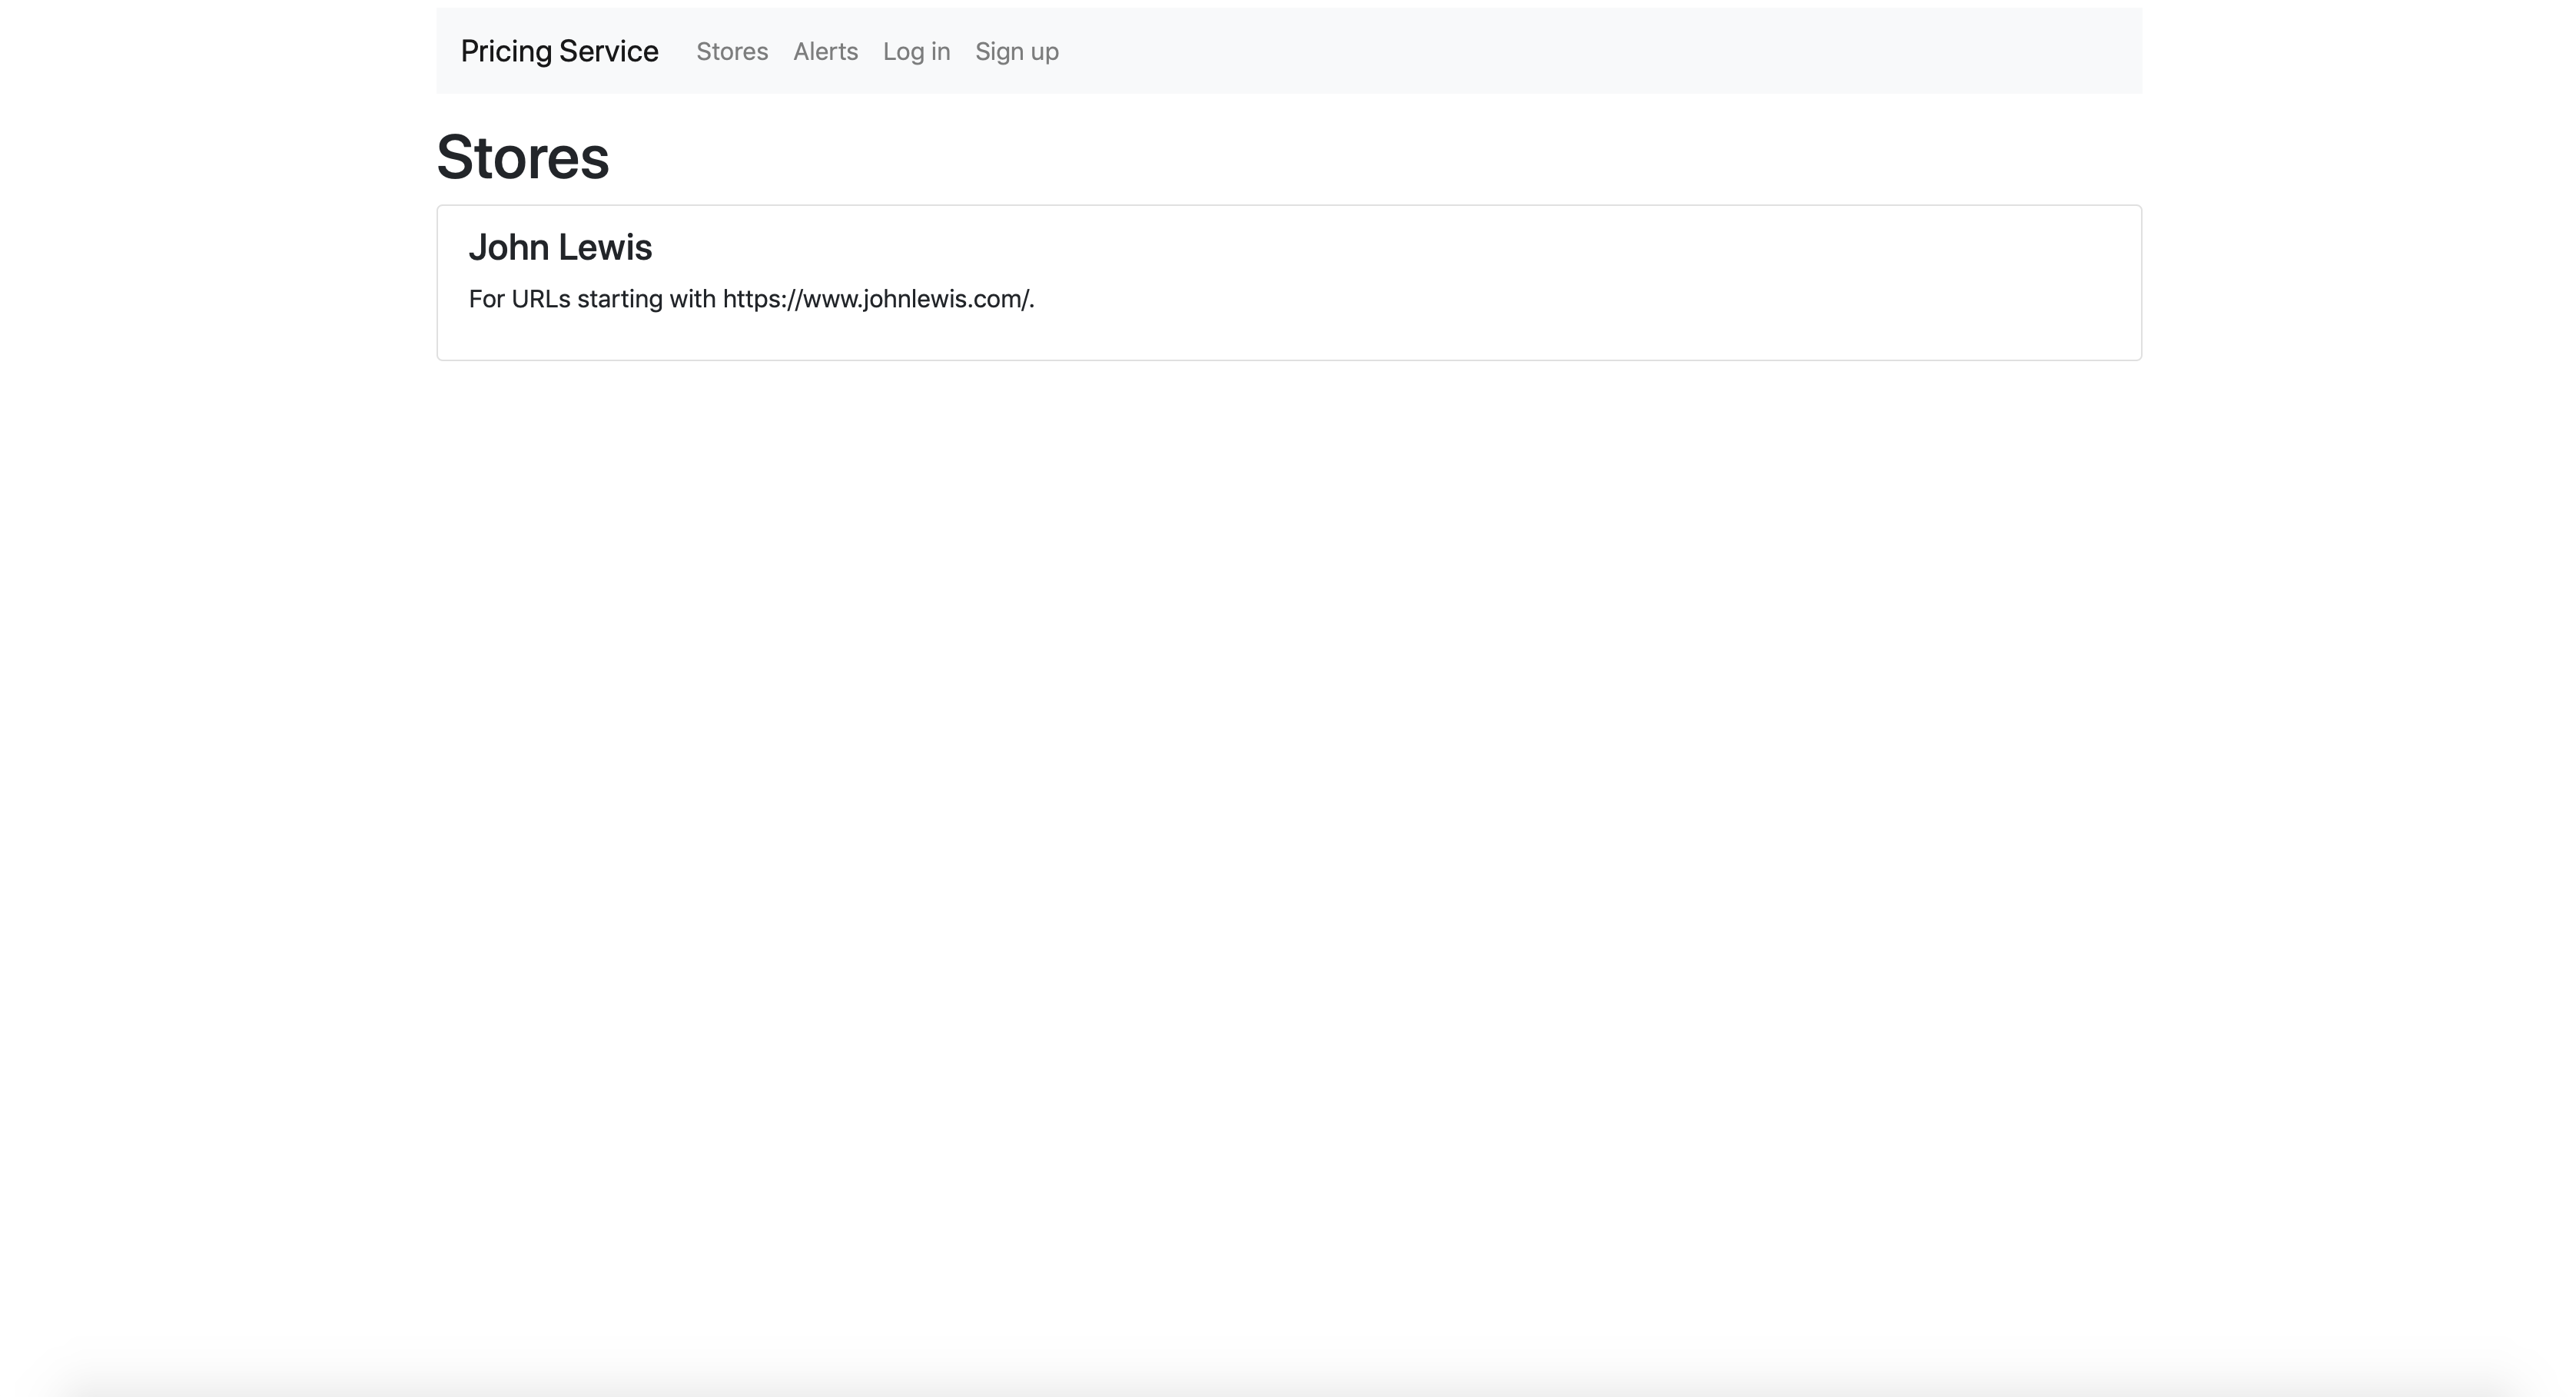 Pricing Service Stores Alerts Log in Sign up
Stores
John Lewis
For URLs starting with https://www.johnlewis.com/.